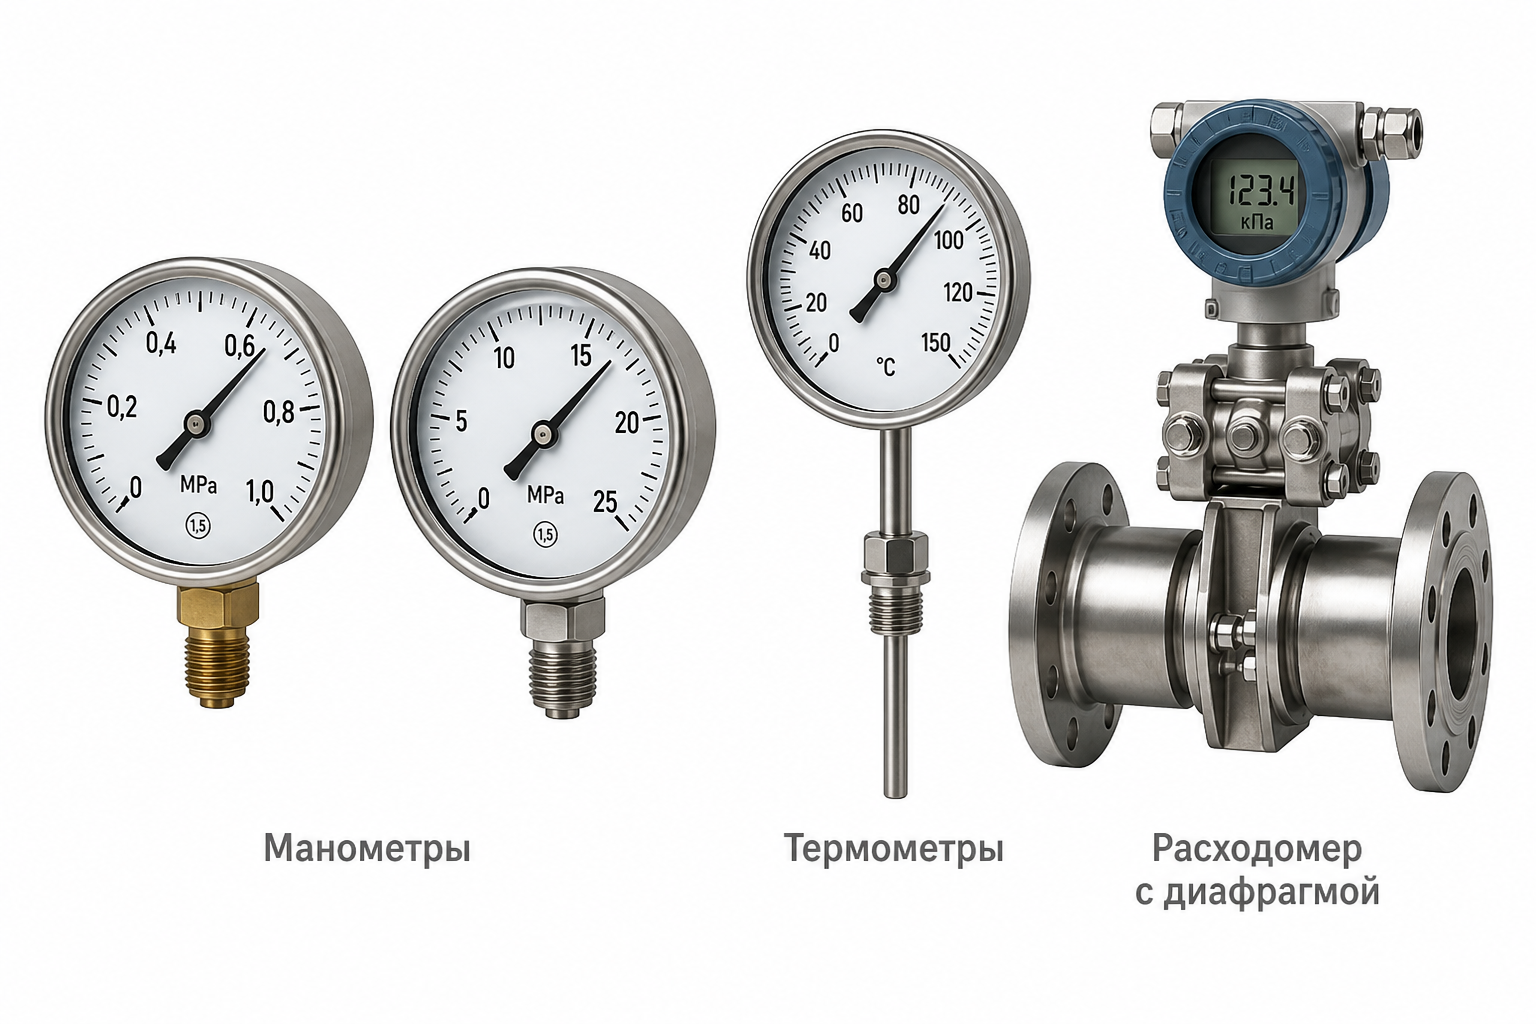 0
0,2
0,4
0,6
0,8
1,0
MPa
1,5
0
5
10
15
20
25
MPa
1,5
0
20
40
60
80
100
120
150
°C
123.4
кПа
Манометры
Термометры
Расходомер
с диафрагмой